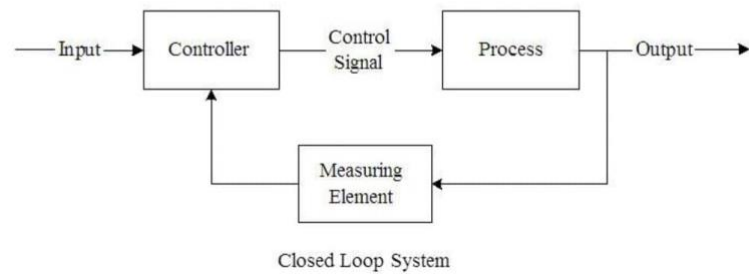 Input
Controller
Control
Signal
Process
Output
Measuring
Element
Closed Loop System